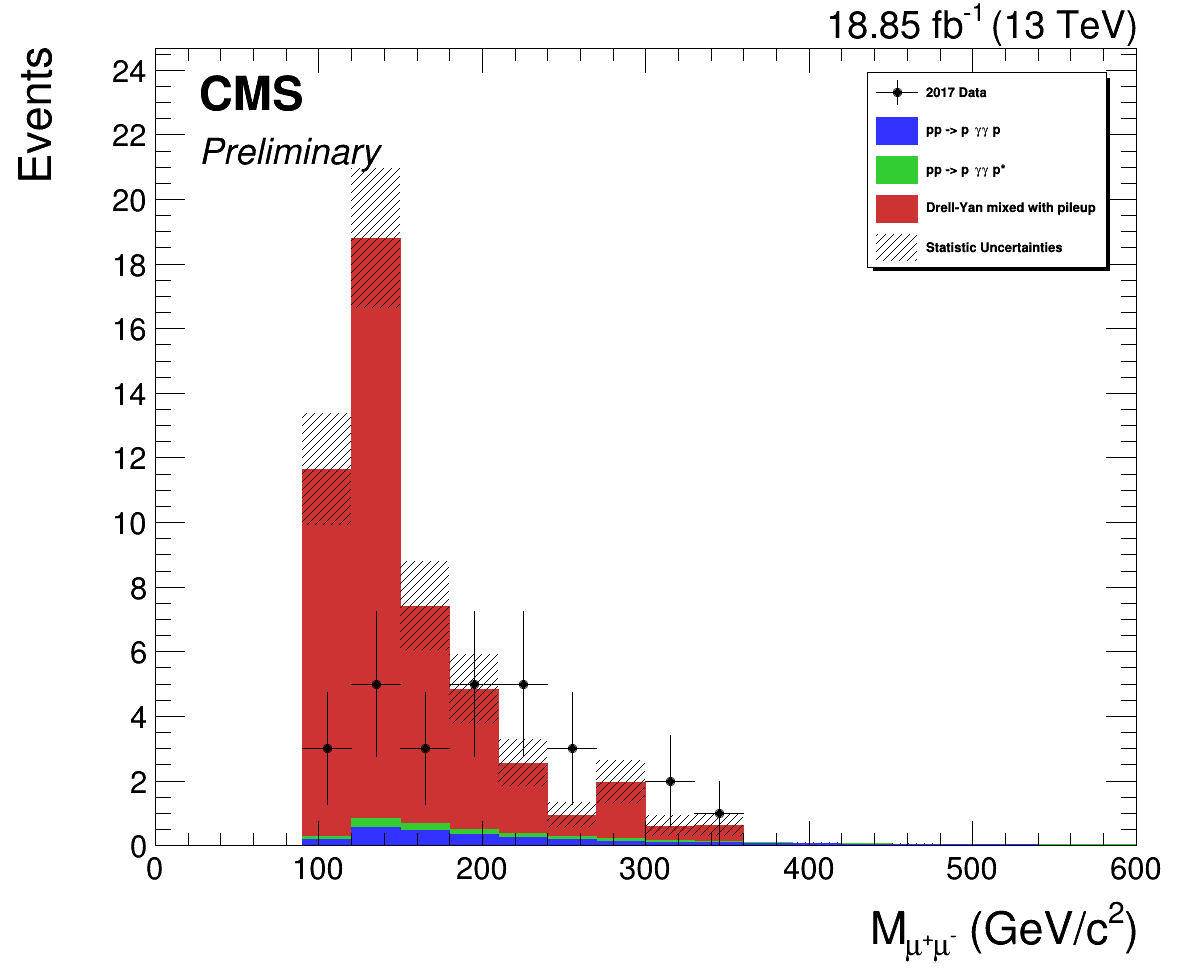 18.85 fb⁻¹ (13 TeV)
Events
CMS
Preliminary
2017 Data
pp -> p γγ p
pp -> p γγ p*
Drell-Yan mixed with pileup
Statistic Uncertainties
24
22
20
18
16
14
12
10
8
6
4
2
0
0 100 200 300 400 500 600
M_μ⁺μ⁻ (GeV/c²)